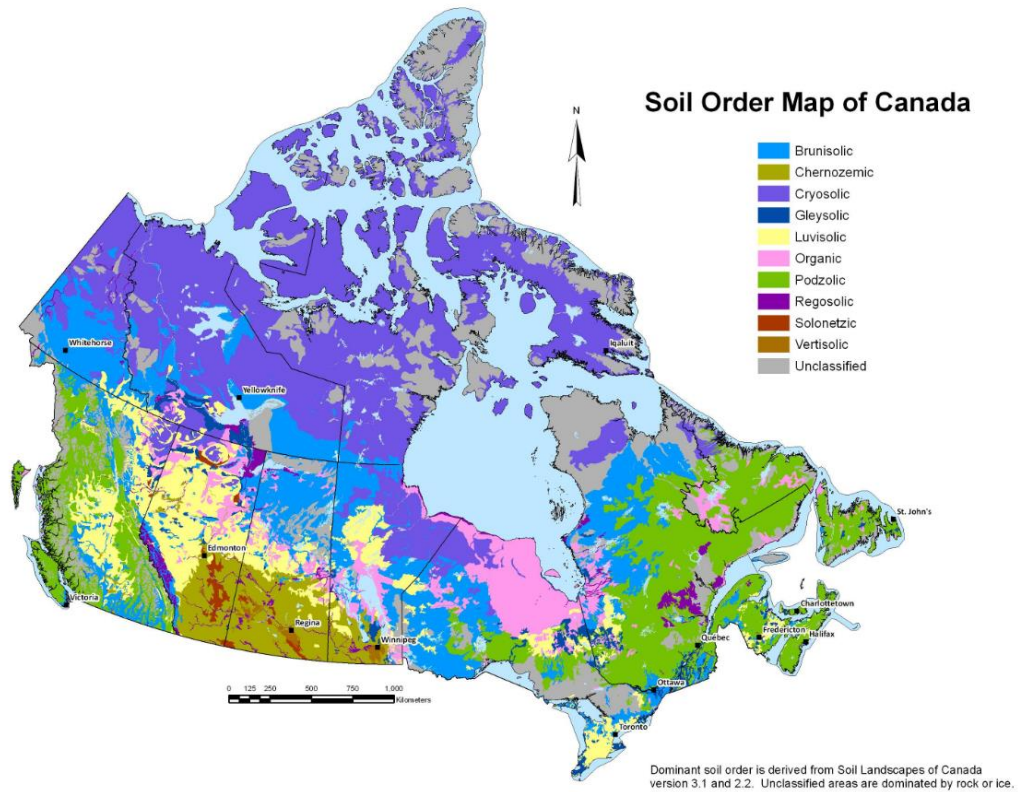 Soil Order Map of Canada
N
Brunisolic
Chernozemic
Cryosolic
Gleysolic
Luvisolic
Organic
Podzolic
Regosolic
Solonetzic
Vertisolic
Unclassified
Iqaluit
Whitehorse
Yellowknife
St. John's
Edmonton
Victoria
Charlottetown
Regina
Fredericton
Halifax
Winnipeg
Québec
Ottawa
Toronto
0 125 250 500 750 1,000
Kilometers
Dominant soil order is derived from Soil Landscapes of Canada
version 3.1 and 2.2. Unclassified areas are dominated by rock or ice.